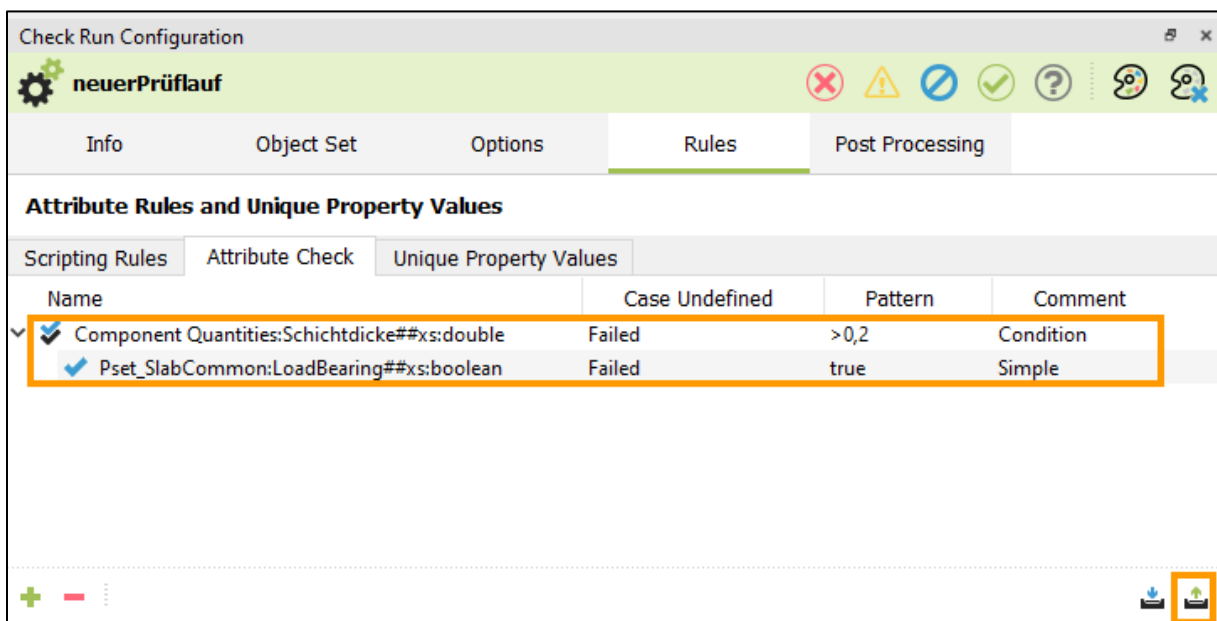 Check Run Configuration
neuerPrüflauf
Info Object Set Options Rules Post Processing
Attribute Rules and Unique Property Values
Scripting Rules Attribute Check Unique Property Values
Name Case Undefined Pattern Comment
Component Quantities:Schichtdicke##xs:double Failed >0,2 Condition
Pset_SlabCommon:LoadBearing##xs:boolean Failed true Simple